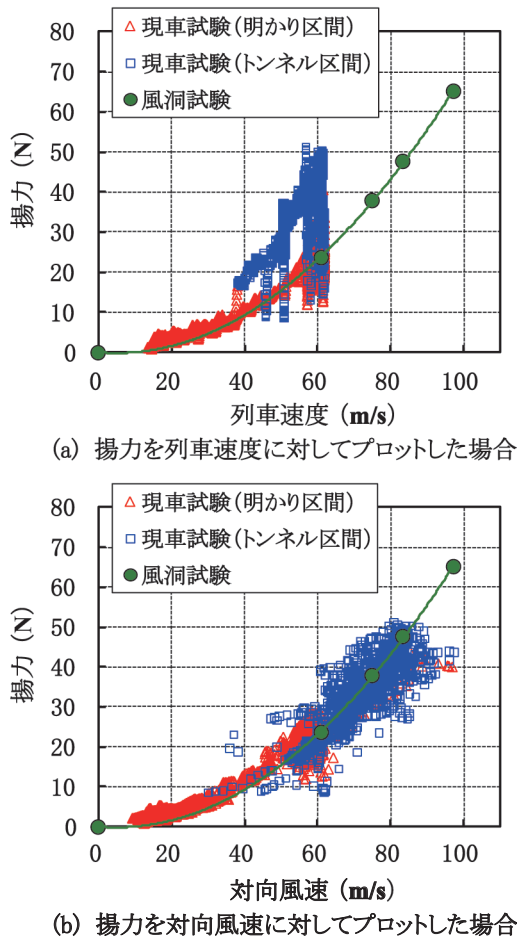 80
70
60
50
40
30
20
10
0
揚力 (N)
△ 現車試験(明かり区間)
□ 現車試験(トンネル区間)
● 風洞試験
0 20 40 60 80 100
列車速度 (m/s)
(a) 揚力を列車速度に対してプロットした場合
80
70
60
50
40
30
20
10
0
揚力 (N)
△ 現車試験(明かり区間)
□ 現車試験(トンネル区間)
● 風洞試験
0 20 40 60 80 100
対向風速 (m/s)
(b) 揚力を対向風速に対してプロットした場合